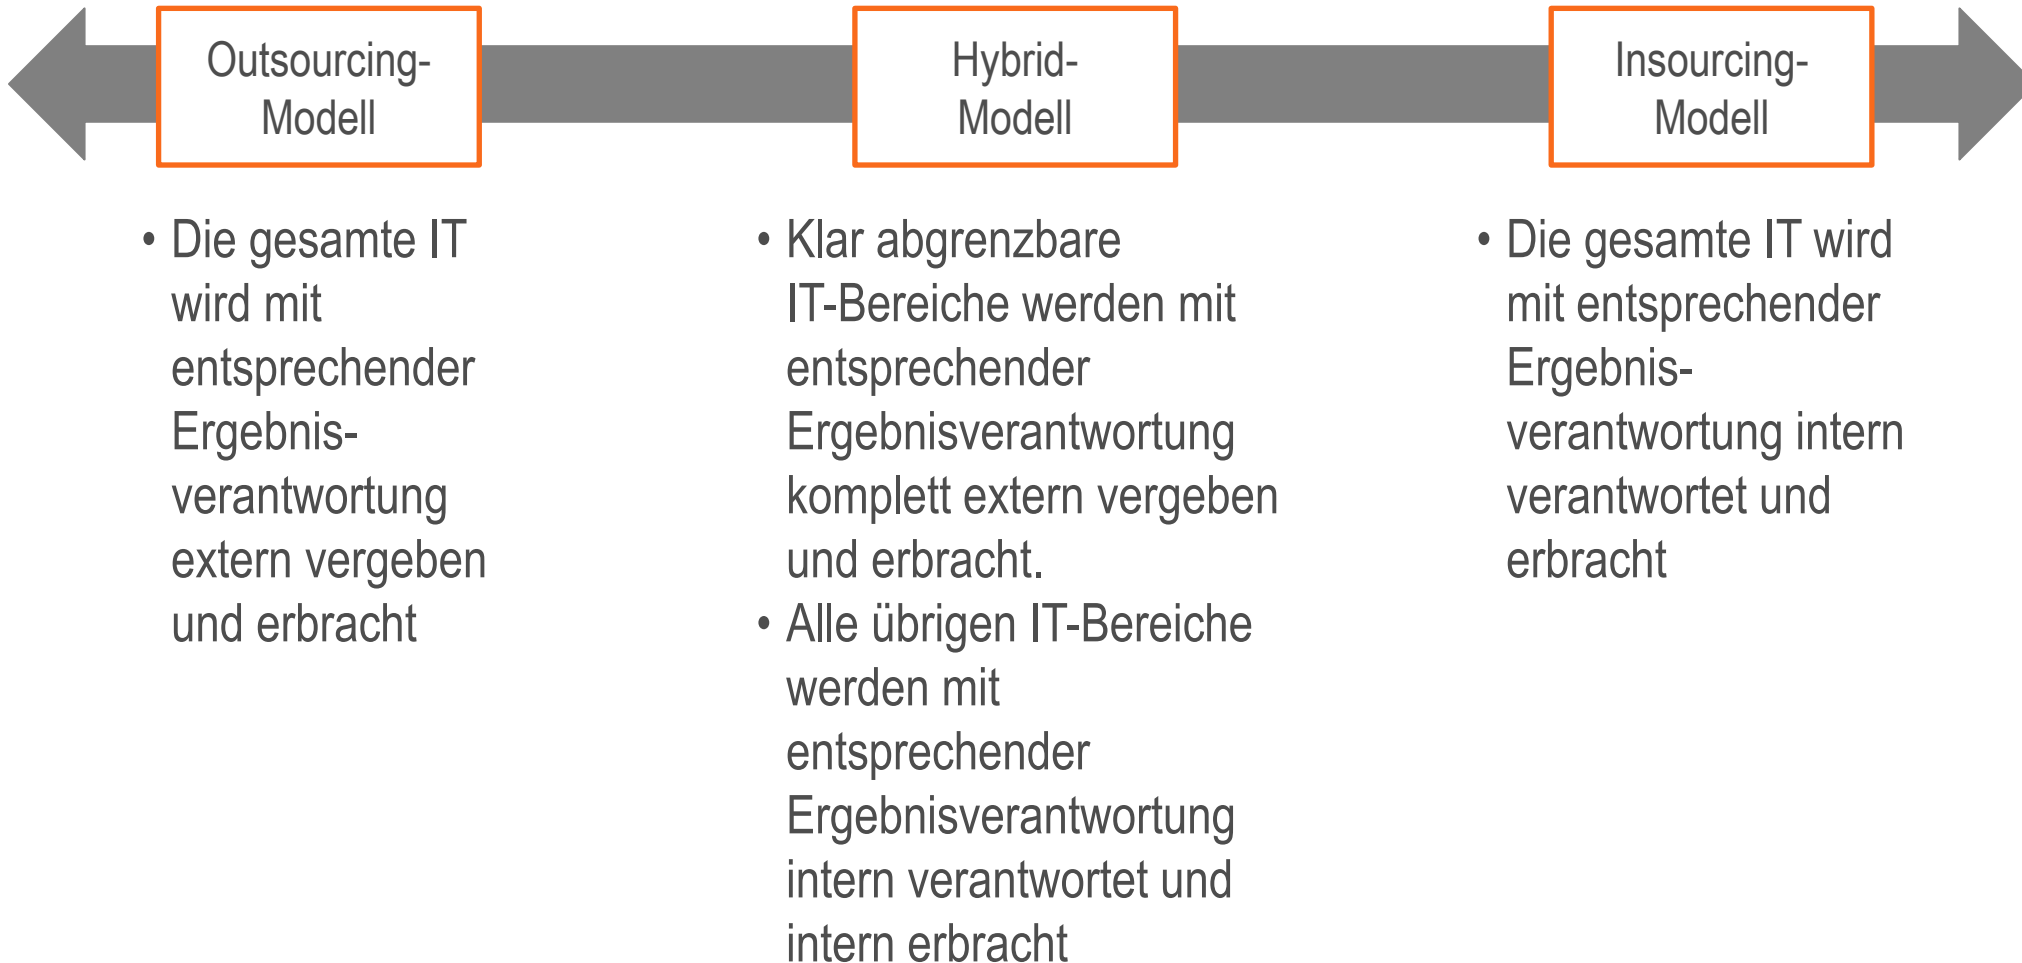 Outsourcing-
Modell
Hybrid-
Modell
Insourcing-
Modell
• Die gesamte IT
wird mit
entsprechender
Ergebnis-
verantwortung
extern vergeben
und erbracht
• Klar abgrenzbare
IT-Bereiche werden mit
entsprechender
Ergebnisverantwortung
komplett extern vergeben
und erbracht.
• Alle übrigen IT-Bereiche
werden mit
entsprechender
Ergebnisverantwortung
intern verantwortet und
intern erbracht
• Die gesamte IT wird
mit entsprechender
Ergebnis-
verantwortung intern
verantwortet und
erbracht